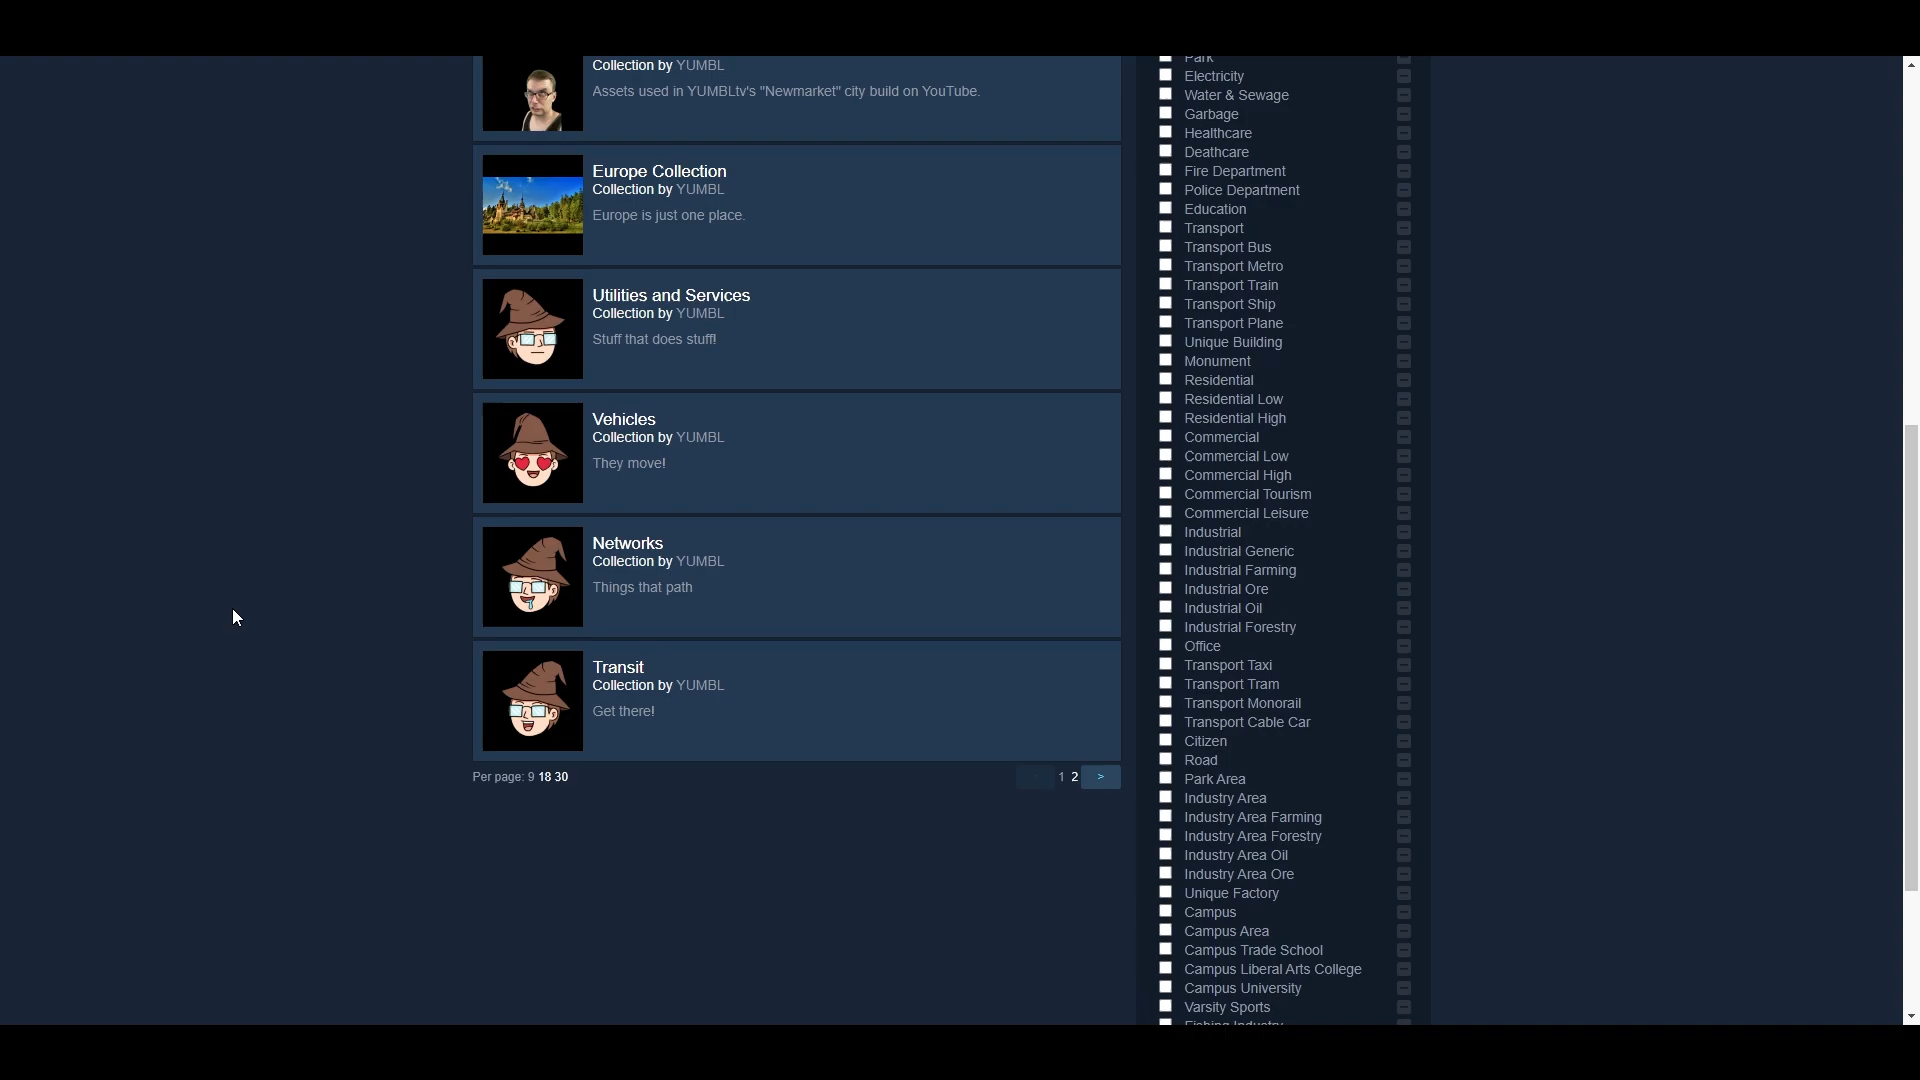 Collection by YUMBL
Assets used in YUMBLtv's "Newmarket" city build on YouTube.
Europe Collection
Collection by YUMBL
Europe is just one place.
Utilities and Services
Collection by YUMBL
Stuff that does stuff!
Vehicles
Collection by YUMBL
They move!
Networks
Collection by YUMBL
Things that path
Transit
Collection by YUMBL
Get there!
Per page: 9 18 30
1 2 >
Park
Electricity
Water & Sewage
Garbage
Healthcare
Deathcare
Fire Department
Police Department
Education
Transport
Transport Bus
Transport Metro
Transport Train
Transport Ship
Transport Plane
Unique Building
Monument
Residential
Residential Low
Residential High
Commercial
Commercial Low
Commercial High
Commercial Tourism
Commercial Leisure
Industrial
Industrial Generic
Industrial Farming
Industrial Ore
Industrial Oil
Industrial Forestry
Office
Transport Taxi
Transport Tram
Transport Monorail
Transport Cable Car
Citizen
Road
Park Area
Industry Area
Industry Area Farming
Industry Area Forestry
Industry Area Oil
Industry Area Ore
Unique Factory
Campus
Campus Area
Campus Trade School
Campus Liberal Arts College
Campus University
Varsity Sports
Fishing Industry